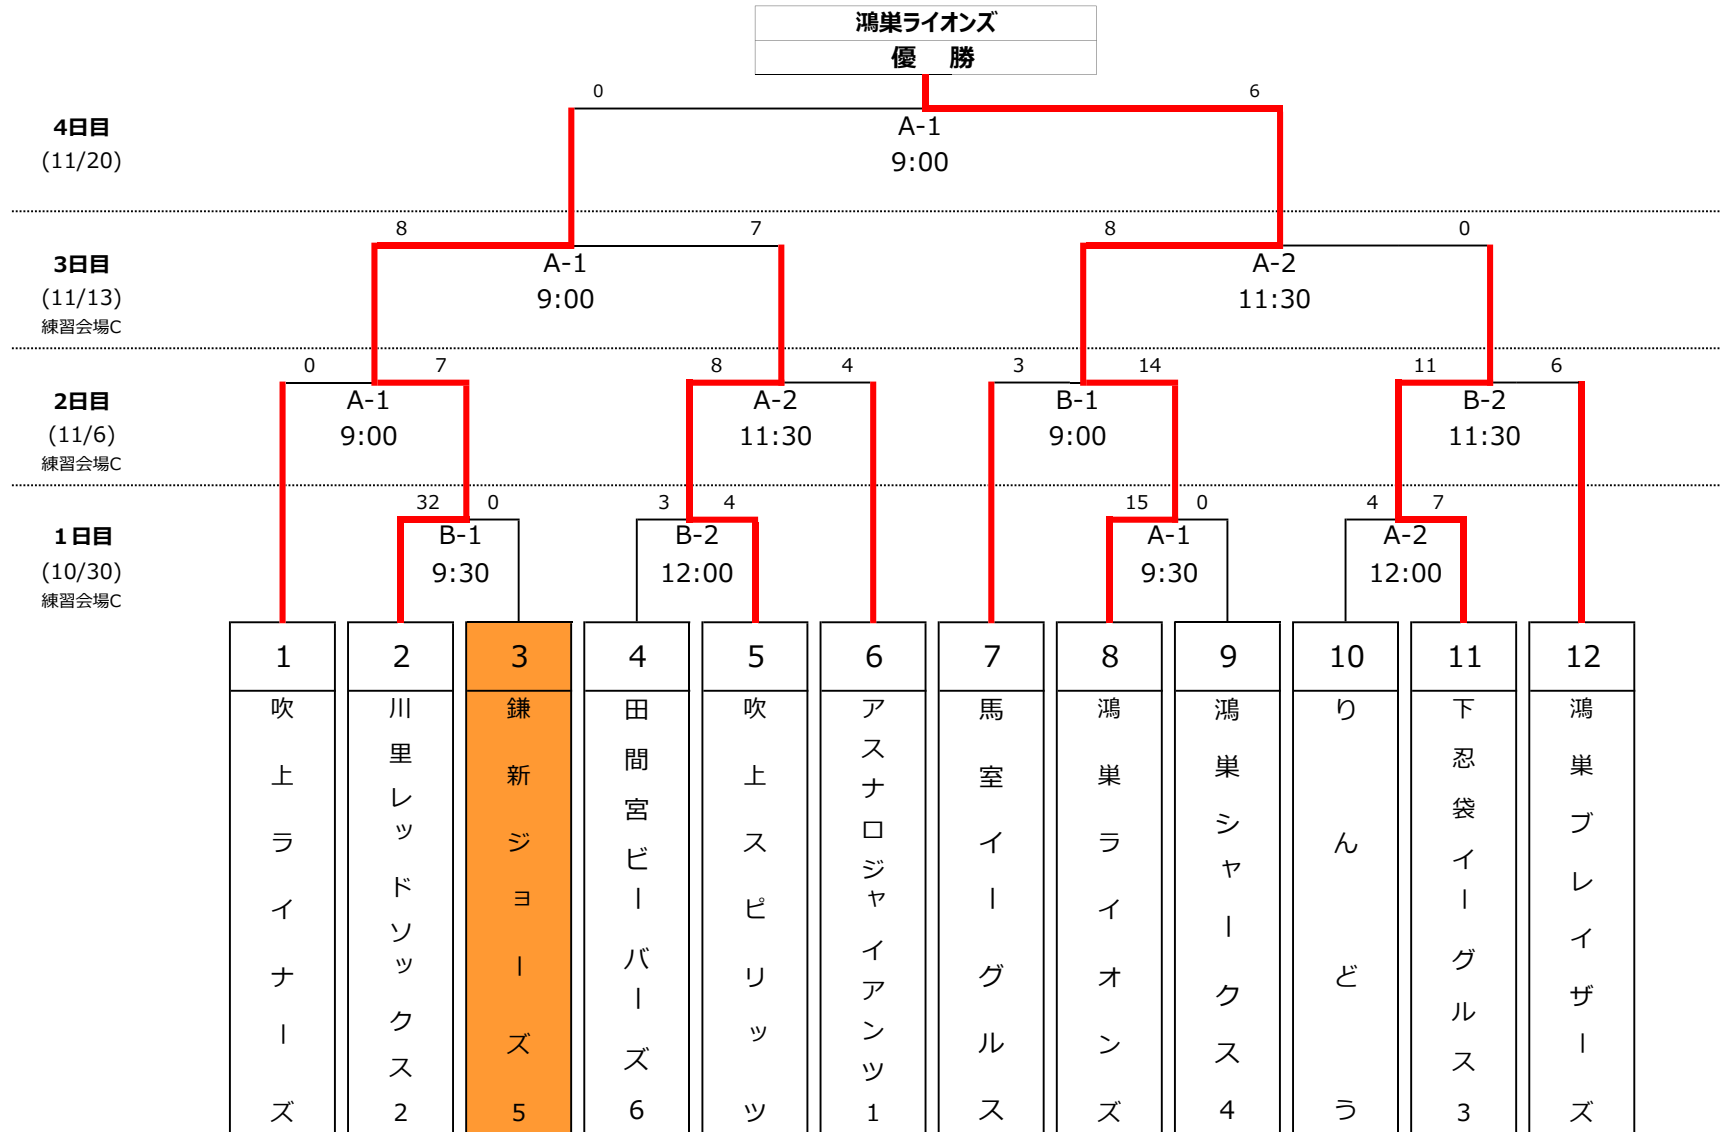 鴻巣ライオンズ
優　勝
0 6
4日目
(11/20)
A-1
9:00
8 7 8 0
3日目
(11/13)
練習会場C
A-1
9:00
A-2
11:30
0 7 8 4 3 14 11 6
2日目
(11/6)
練習会場C
A-1
9:00
A-2
11:30
B-1
9:00
B-2
11:30
32 0 3 4 15 0 4 7
1日目
(10/30)
練習会場C
B-1
9:30
B-2
12:00
A-1
9:30
A-2
12:00
1 2 3 4 5 6 7 8 9 10 11 12
吹上ライナーズ
川里レッドソックス2
鎌新ジョーズ5
田間宮ビーバーズ6
吹上スピリッツ
アスナロジャイアンツ1
馬室イーグルス
鴻巣ライオンズ
鴻巣シャークス4
りんどう
下忍袋イーグルス3
鴻巣ブレイザーズ